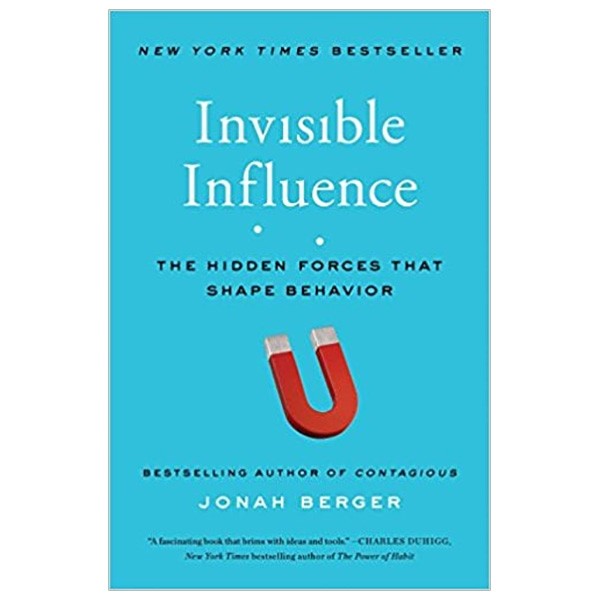 NEW YORK TIMES BESTSELLER
Invisible
Influence
THE HIDDEN FORCES THAT
SHAPE BEHAVIOR
BESTSELLING AUTHOR OF CONTAGIOUS
JONAH BERGER
"A fascinating book that brims with ideas and tools." —CHARLES DUHIGG,
New York Times bestselling author of The Power of Habit